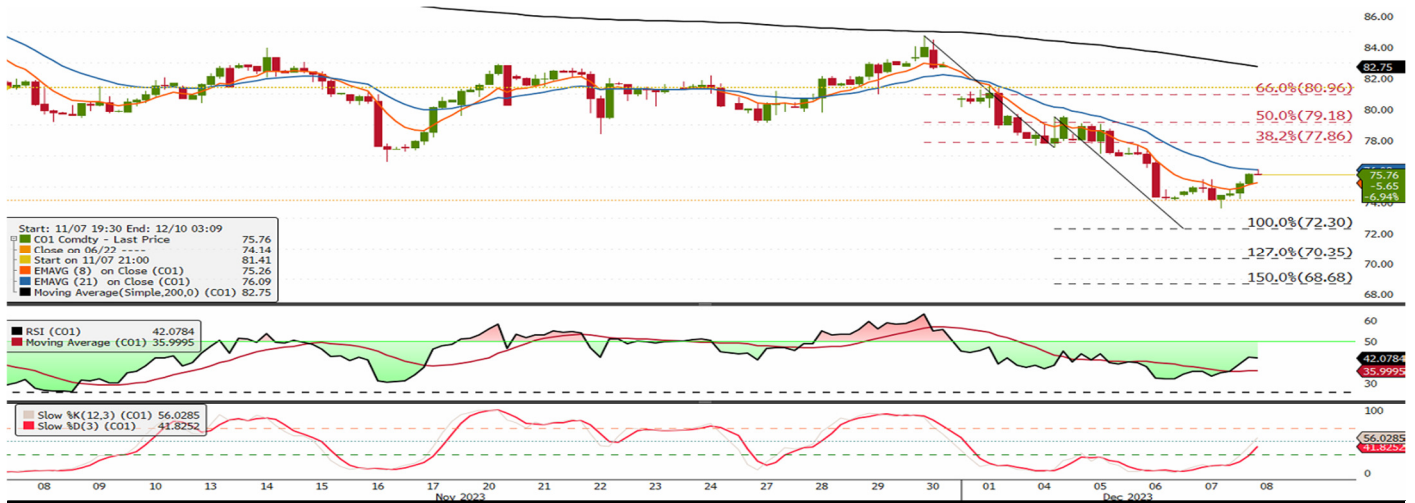 86.00
84.00
82.75
82.00
66.0%(80.96)
80.00
50.0%(79.18)
38.2%(77.86)
78.00
75.76
-5.65
-6.94%
74.00
100.0%(72.30)
72.00
127.0%(70.35)
70.00
150.0%(68.68)
68.00
Start: 11/07 19:30 End: 12/10 03:09
CO1 Comdty - Last Price 75.76
Close on 06/22 ---- 74.14
Start on 11/07 21:00 81.41
EMAVG (8) on Close (CO1) 75.26
EMAVG (21) on Close (CO1) 76.09
Moving Average(Simple,200,0) (CO1) 82.75
RSI (CO1) 42.0784
Moving Average (CO1) 35.9995
60
50
42.0784
35.9995
30
Slow %K(12,3) (CO1) 56.0285
Slow %D(3) (CO1) 41.8252
100
56.0285
41.8252
0
08 09 10 13 14 15 16 17 20 21 22 23 24 27 28 29 30 01 04 05 06 07 08
Nov 2023 Dec 2023